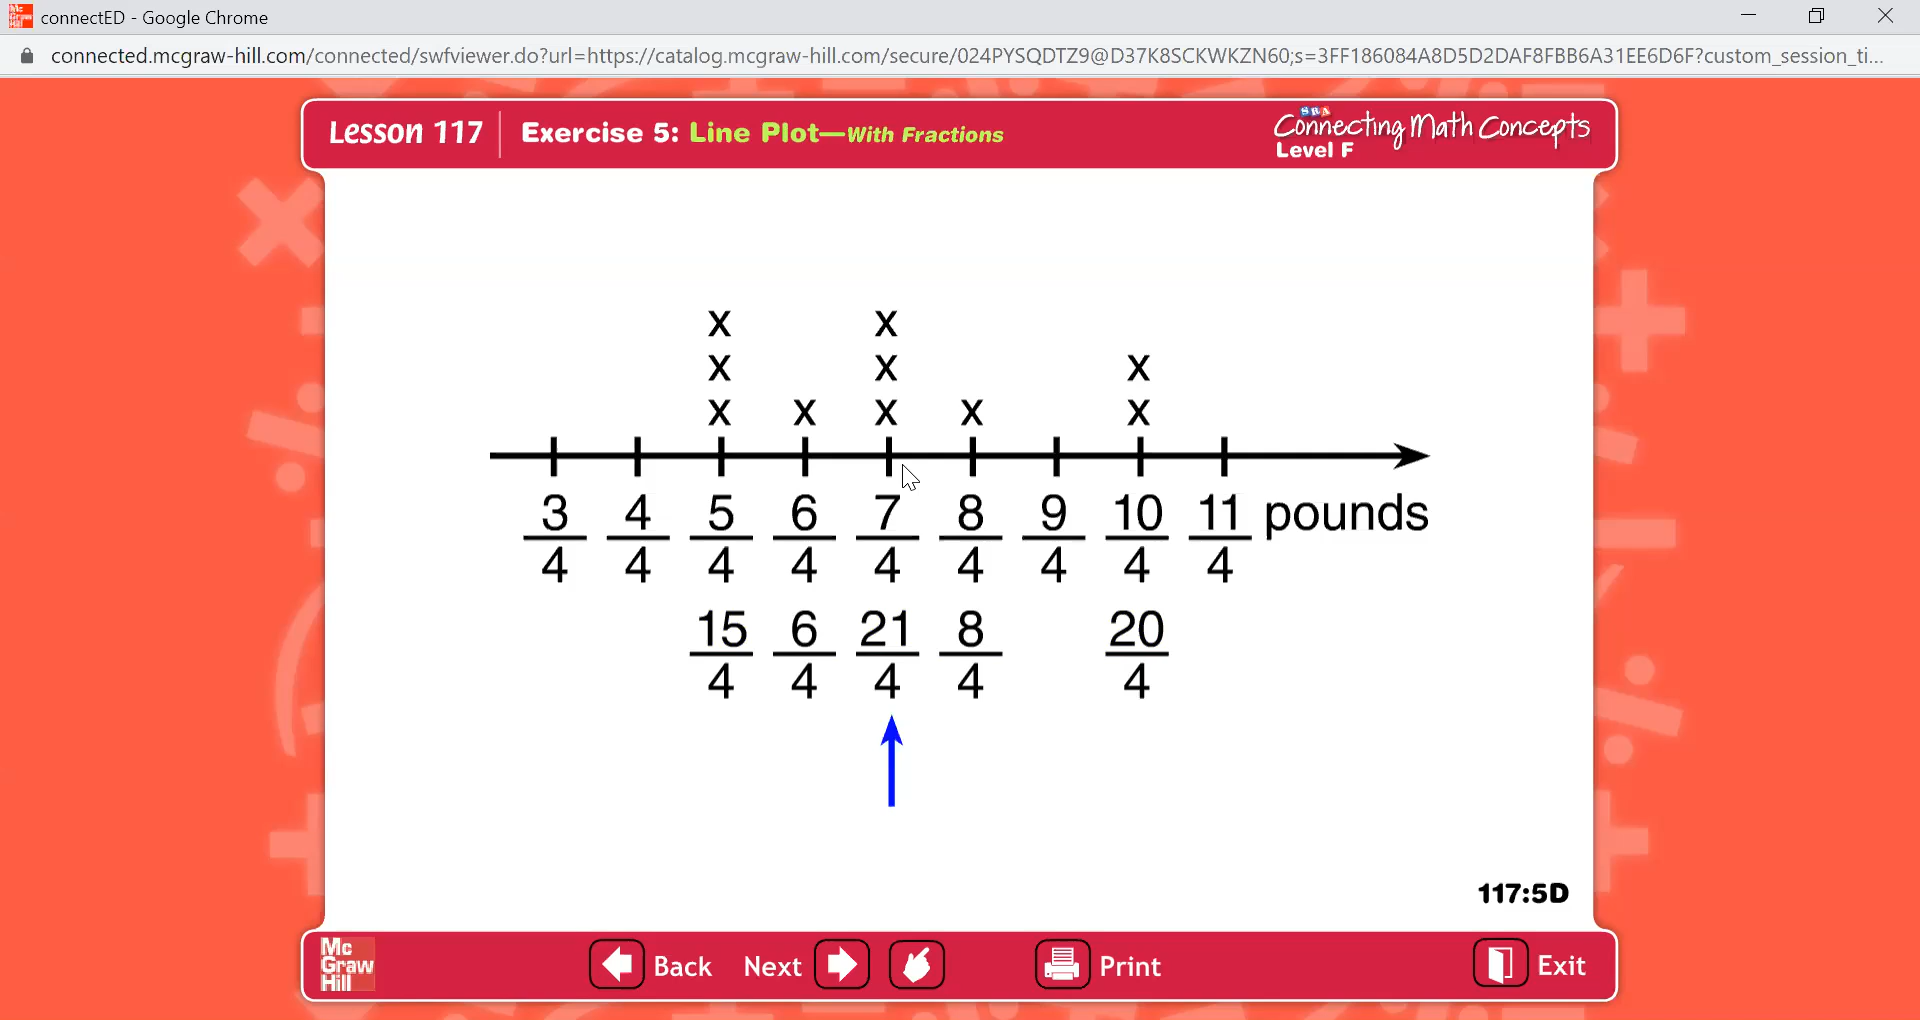 connectED - Google Chrome
connected.mcgraw-hill.com/connected/swfviewer.do?url=https://catalog.mcgraw-hill.com/secure/024PYSQDTZ9@D37K8SCKWKZN60;s=3FF186084A8D5D2DAF8FBB6A31EE6D6F?custom_session_ti...
Lesson 117
Exercise 5: Line Plot—With Fractions
SRA
Connecting Math Concepts
Level F
x x
x x x
x x x x x
3/4 4/4 5/4 6/4 7/4 8/4 9/4 10/4 11/4 pounds
15/4 6/4 21/4 8/4 20/4
117:5D
Mc
Graw
Hill
Back Next Print Exit